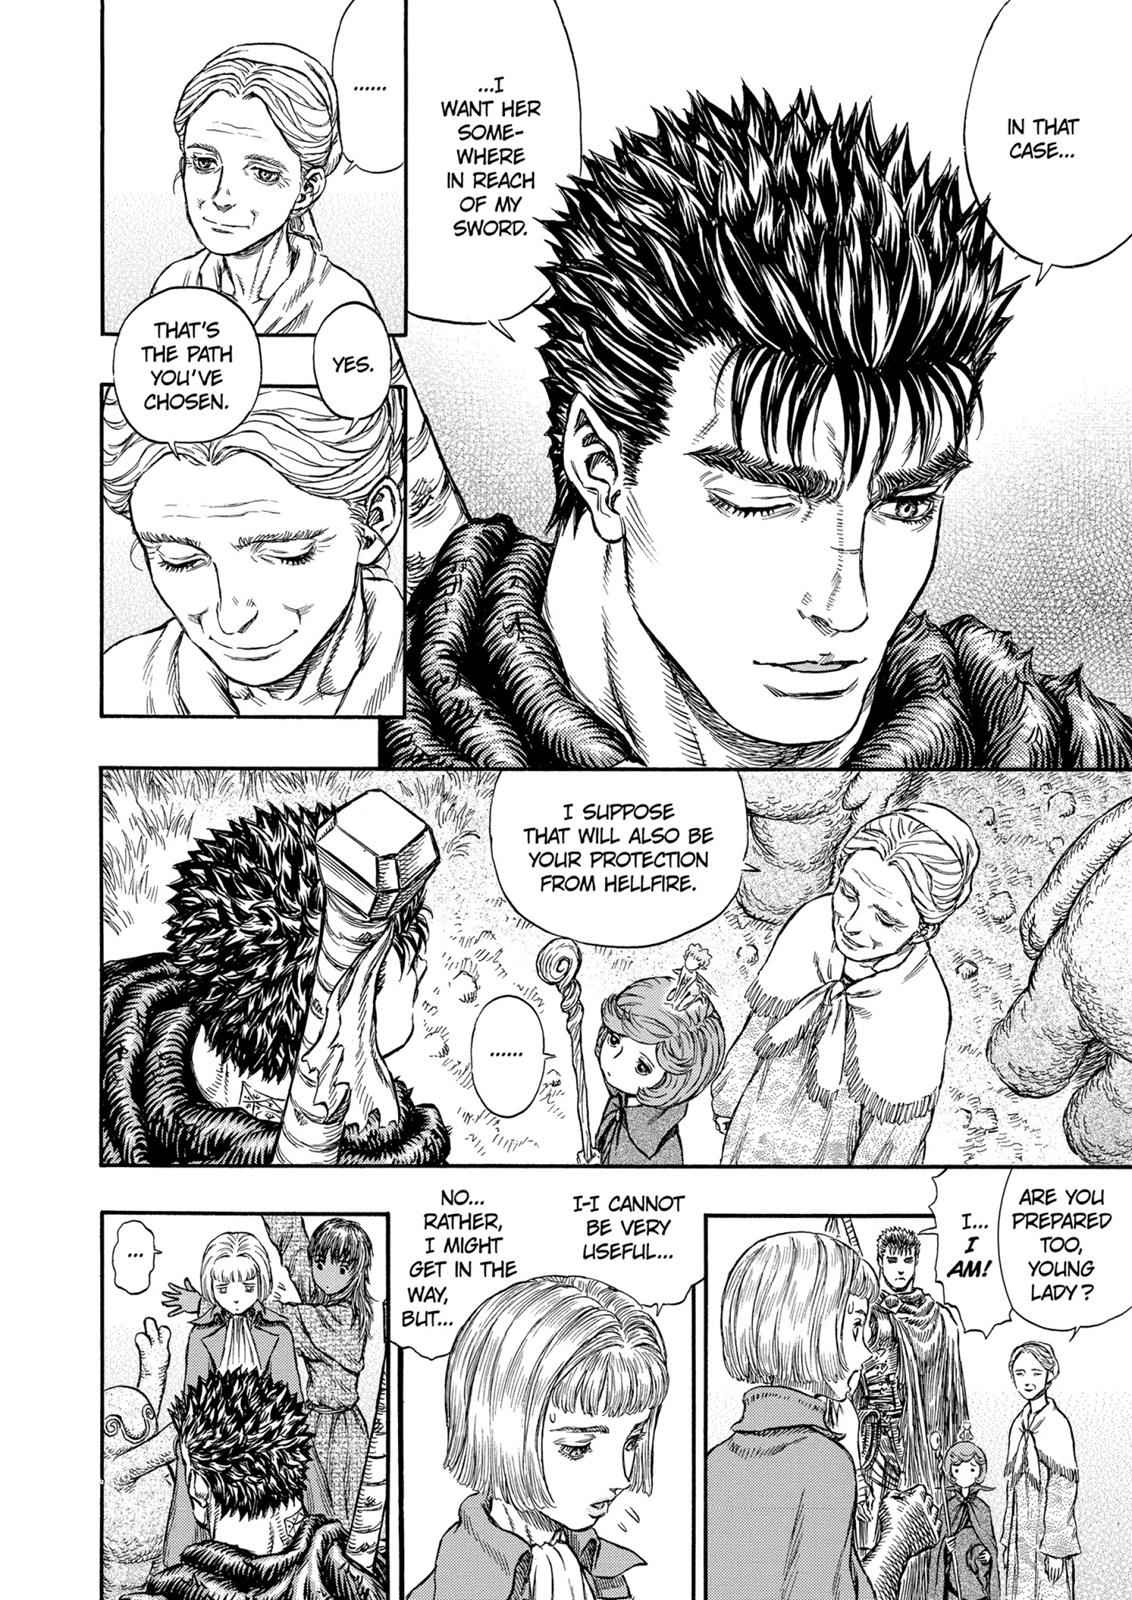 IN THAT
CASE...
...I
WANT HER
SOME-
WHERE
IN REACH
OF MY
SWORD.
......
YES.
THAT'S
THE PATH
YOU'VE
CHOSEN.
I SUPPOSE
THAT WILL ALSO BE
YOUR PROTECTION
FROM HELLFIRE.
......
ARE YOU
PREPARED
TOO,
YOUNG
LADY?
I...
I
AM!
I-I CANNOT
BE VERY
USEFUL...
NO...
RATHER,
I MIGHT
GET IN THE
WAY,
BUT...
...